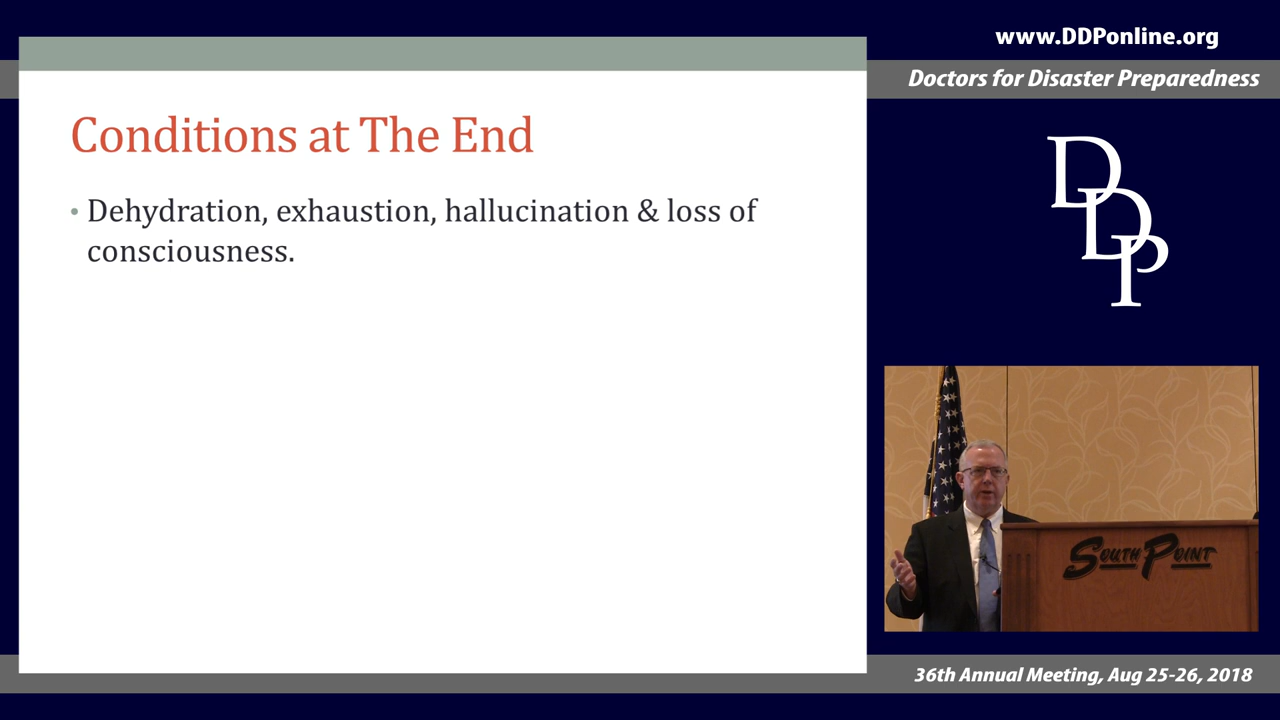 www.DDPonline.org
Doctors for Disaster Preparedness
DDP
Conditions at The End
• Dehydration, exhaustion, hallucination & loss of
consciousness.
SOUTH POINT
36th Annual Meeting, Aug 25-26, 2018